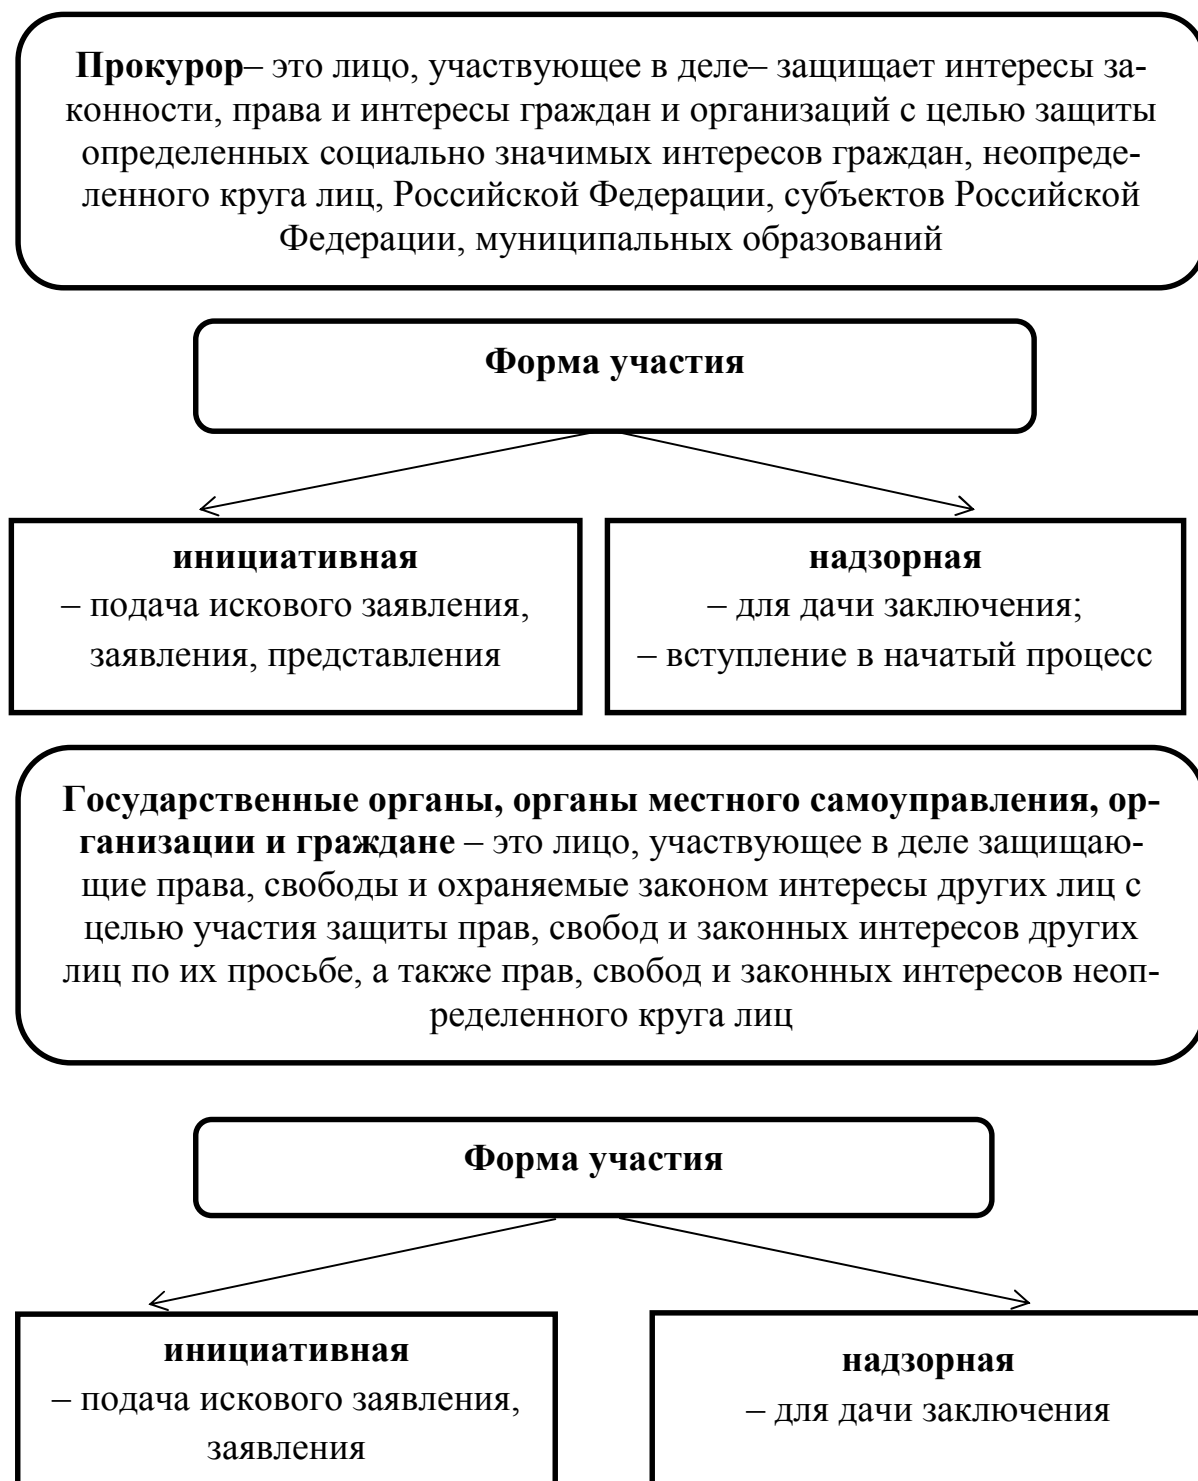 Прокурор– это лицо, участвующее в деле– защищает интересы за-
конности, права и интересы граждан и организаций с целью защиты
определенных социально значимых интересов граждан, неопреде-
ленного круга лиц, Российской Федерации, субъектов Российской
Федерации, муниципальных образований
Форма участия
инициативная
– подача искового заявления,
заявления, представления
надзорная
– для дачи заключения;
– вступление в начатый процесс
Государственные органы, органы местного самоуправления, ор-
ганизации и граждане – это лицо, участвующее в деле защищаю-
щие права, свободы и охраняемые законом интересы других лиц с
целью участия защиты прав, свобод и законных интересов других
лиц по их просьбе, а также прав, свобод и законных интересов неоп-
ределенного круга лиц
Форма участия
инициативная
– подача искового заявления,
заявления
надзорная
– для дачи заключения